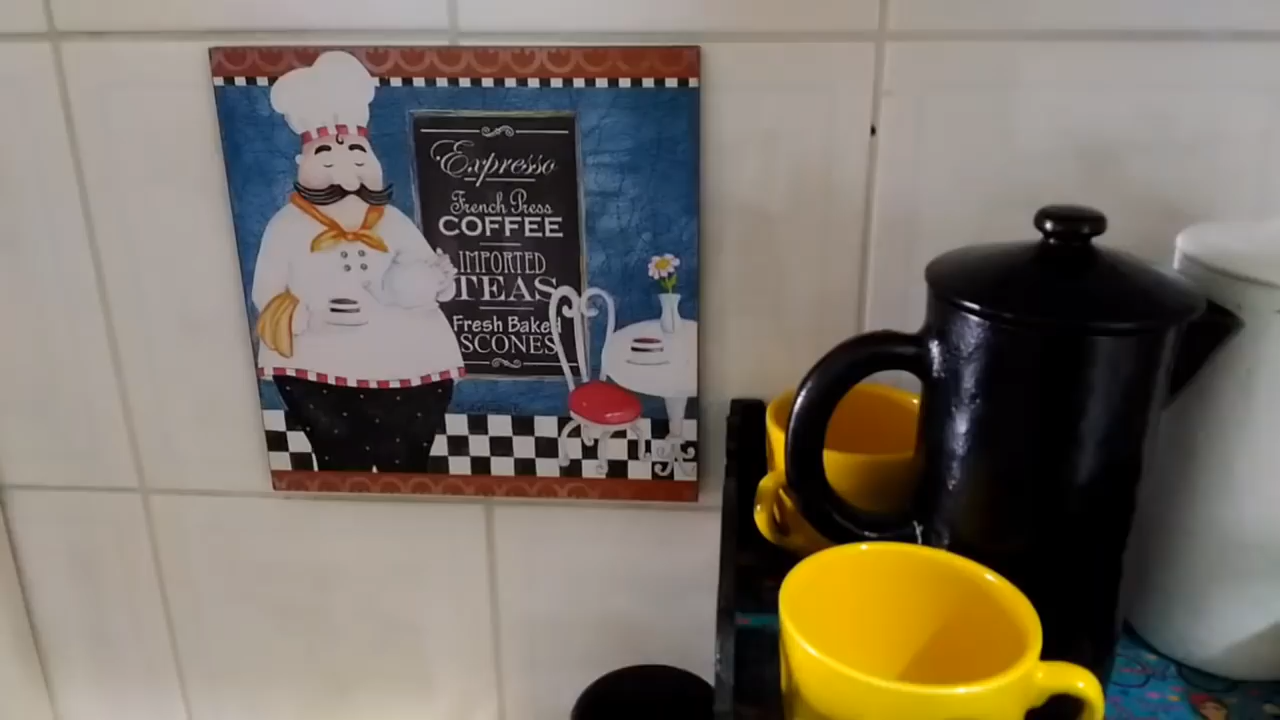 Expresso
French Press
COFFEE
IMPORTED
TEAS
Fresh Baked
SCONES